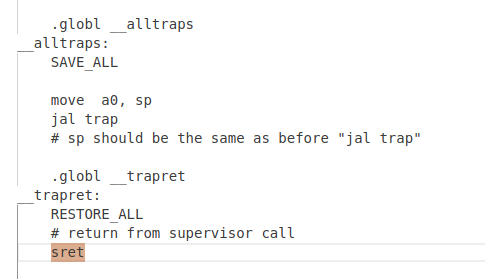 .globl __alltraps
__alltraps:
SAVE_ALL
move  a0, sp
jal trap
# sp should be the same as before "jal trap"
.globl __trapret
__trapret:
RESTORE_ALL
# return from supervisor call
sret